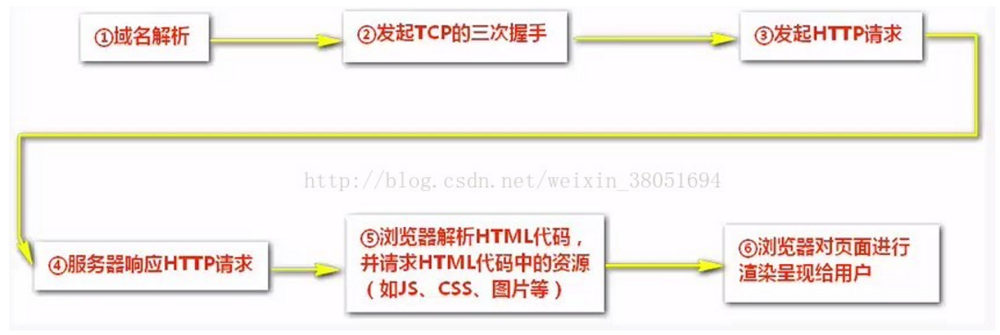 ①域名解析
②发起TCP的三次握手
③发起HTTP请求
http://blog.csdn.net/weixin_38051694
④服务器响应HTTP请求
⑤浏览器解析HTML代码，
并请求HTML代码中的资源
（如JS、CSS、图片等）
⑥浏览器对页面进行
渲染呈现给用户